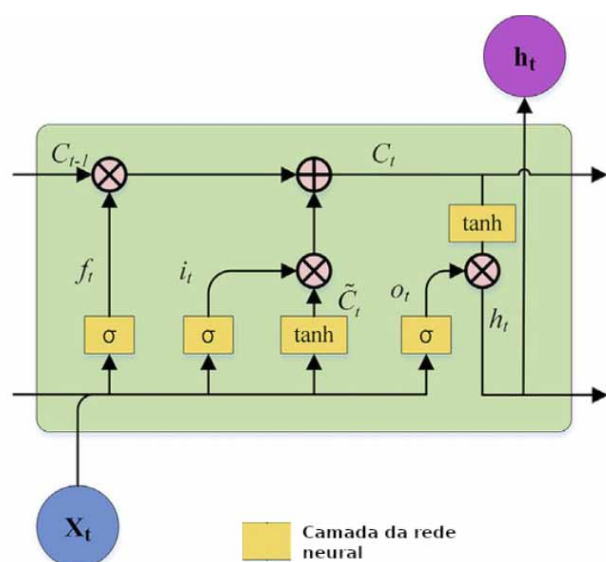 hₜ
Cₜ₋₁
Cₜ
tanh
fₜ
iₜ
C̃ₜ
oₜ
hₜ
σ
σ
tanh
σ
Xₜ
Camada da rede
neural